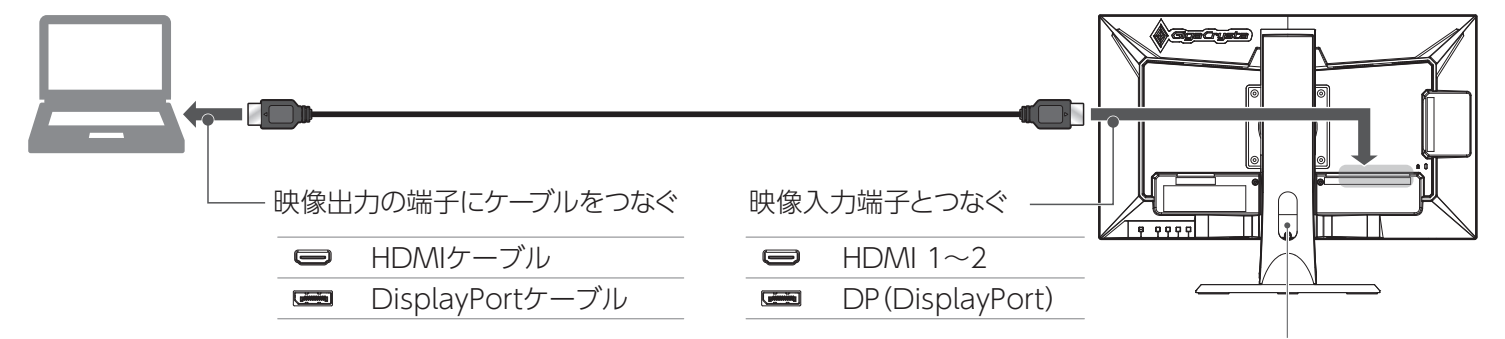 GigaCrysta
映像出力の端子にケーブルをつなぐ
HDMIケーブル
DisplayPortケーブル
映像入力端子とつなぐ
HDMI 1～2
DP（DisplayPort）